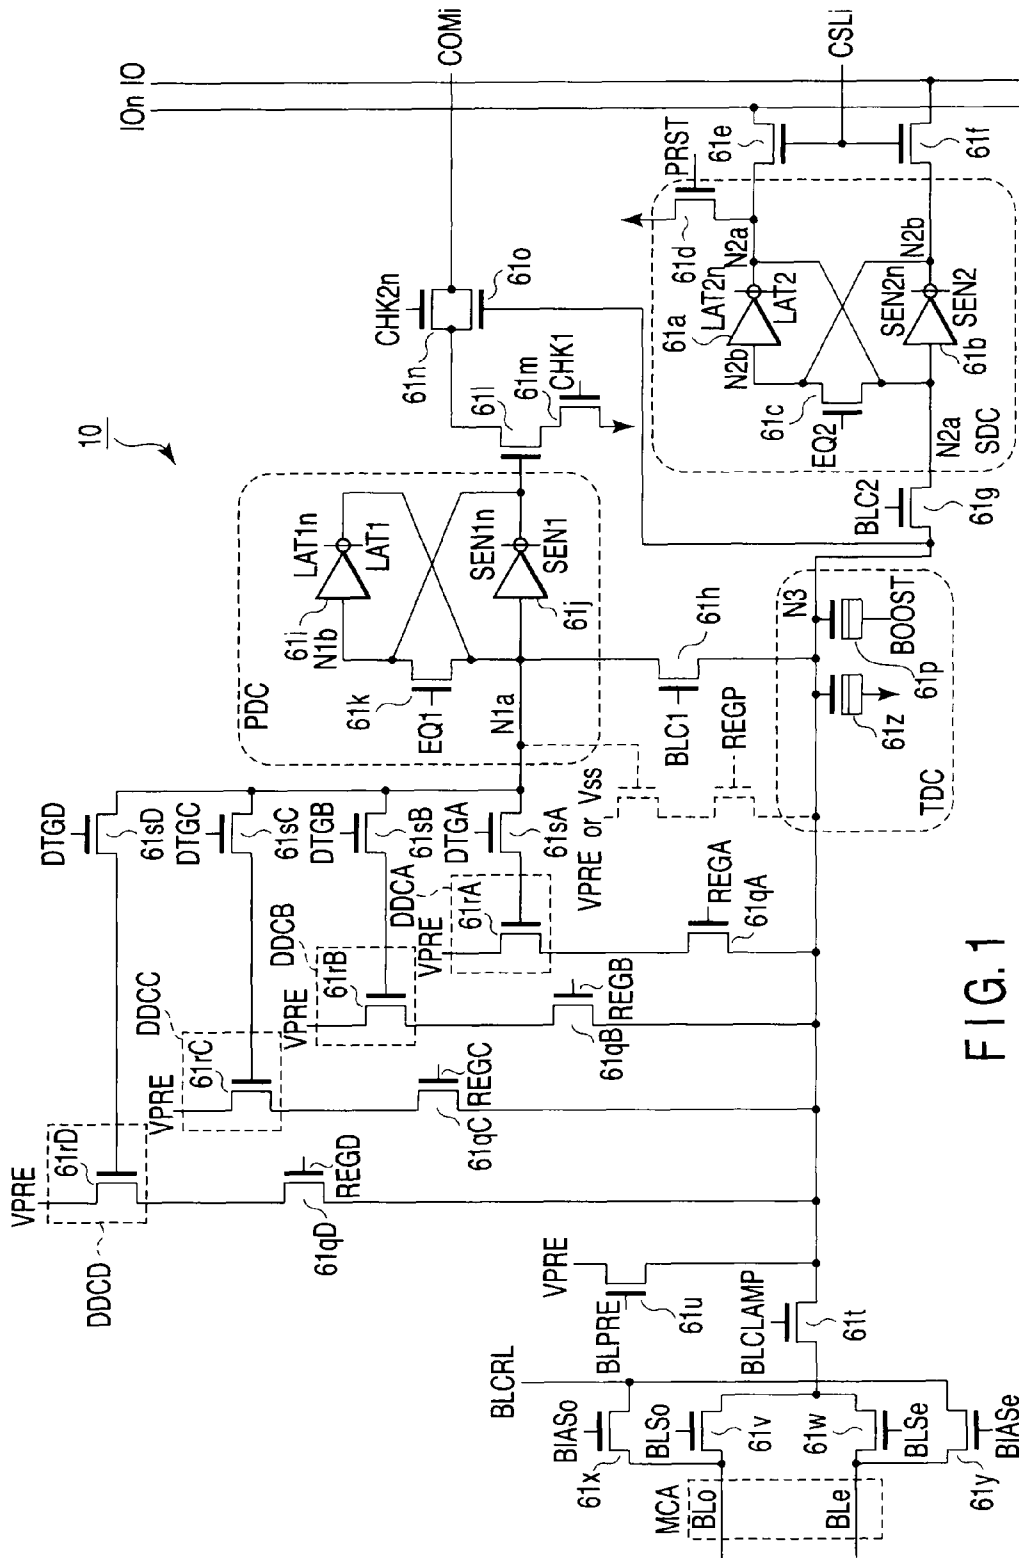 10
IOn
IO
COMi
CSLi
CHK2n
61o
61n
61l
61m
CHK1
PDC
LAT1n
LAT1
61i
N1b
61k
EQ1
SEN1n
SEN1
61j
N1a
61e
PRST
61d
N2a
LAT2n
LAT2
61a
N2b
61c
EQ2
SEN2n
SEN2
61b
N2b
61f
N2a
SDC
BLC2
61g
61h
BLC1
REGP
VPRE or Vss
N3
BOOST
61p
61z
TDC
DTGD
61sD
DTGC
61sC
DTGB
61sB
DTGA
61sA
DDCA
VPRE
61rA
REGA
61qA
DDCB
VPRE
61rB
REGB
61qB
DDCC
VPRE
61rC
REGC
61qC
VPRE
61rD
DDCD
REGD
61qD
VPRE
BLPRE
61u
BLCLAMP
61t
BLCRL
BIASo
61x
BLSo
61v
MCA
BLo
BLe
61w
BLSe
61y
BIASe
FIG. 1